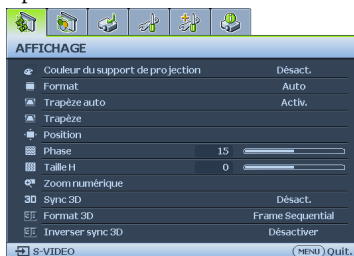 AFFICHAGE
Couleur du support de projection Désact.
Format Auto
Trapèze auto Activ.
Trapèze
Position
Phase 15
Taille H 0
Zoom numérique
3D Sync 3D Désact.
Format 3D Frame Sequential
Inverser sync 3D Désactiver
S-VIDEO MENU Quit.